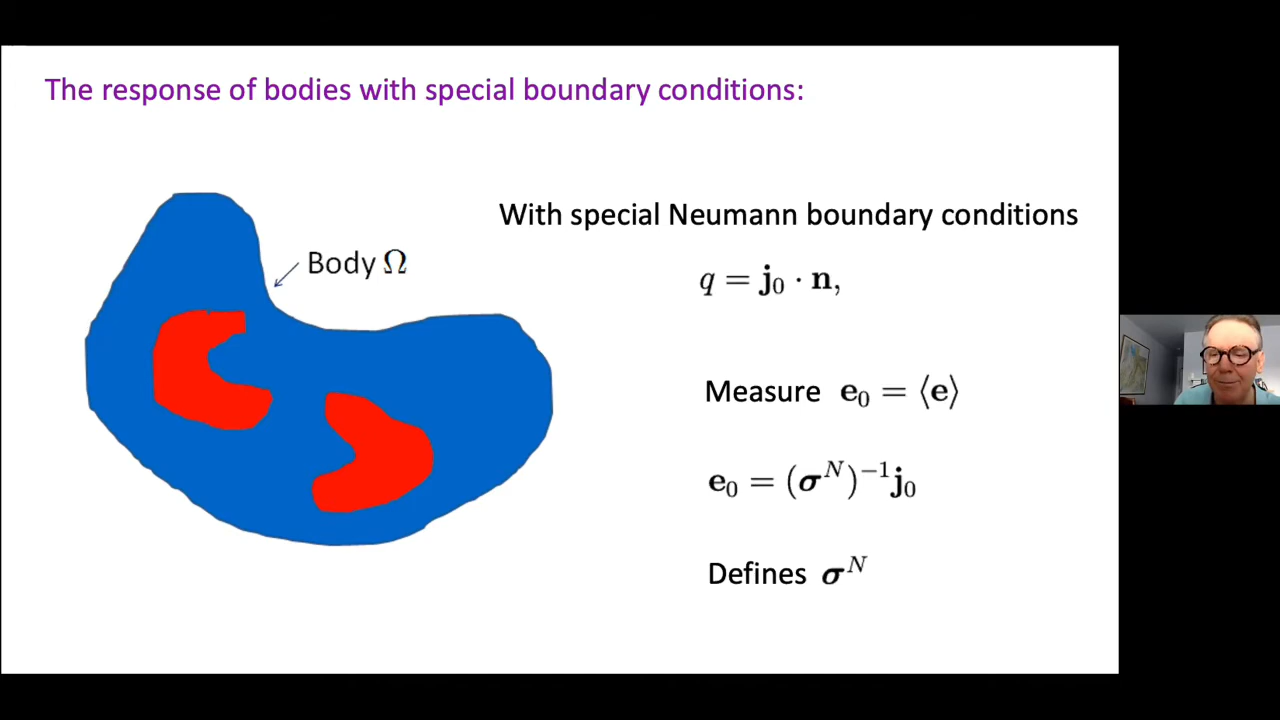 The response of bodies with special boundary conditions:
With special Neumann boundary conditions
Body Ω
q = j₀ · n,
Measure e₀ = ⟨e⟩
e₀ = (σᴺ)⁻¹j₀
Defines σᴺ